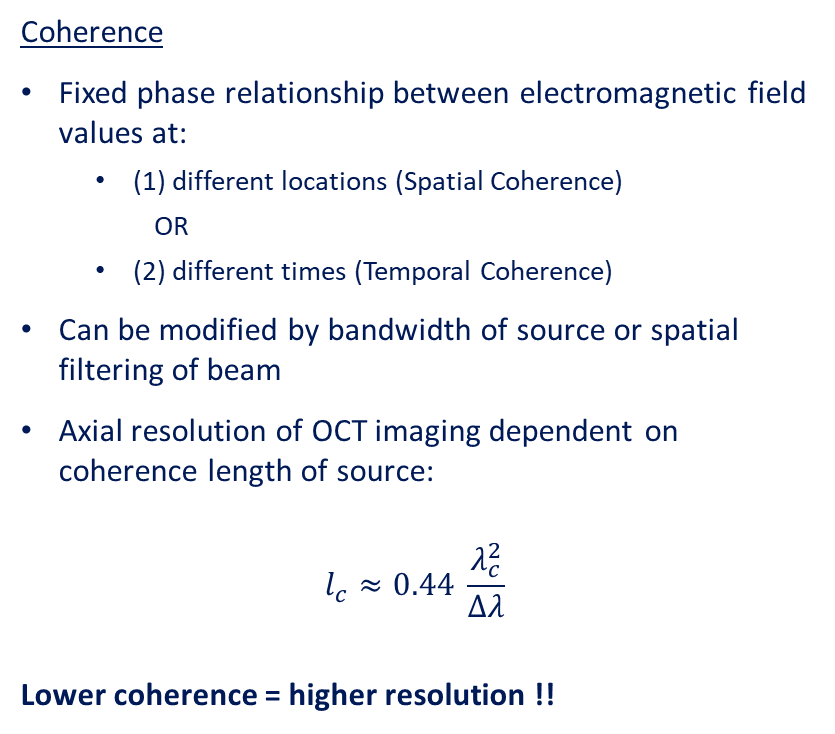 Coherence
• Fixed phase relationship between electromagnetic field
values at:
• (1) different locations (Spatial Coherence)
OR
• (2) different times (Temporal Coherence)
• Can be modified by bandwidth of source or spatial
filtering of beam
• Axial resolution of OCT imaging dependent on
coherence length of source:
l_c ≈ 0.44 λ_c^2 / Δλ
Lower coherence = higher resolution !!